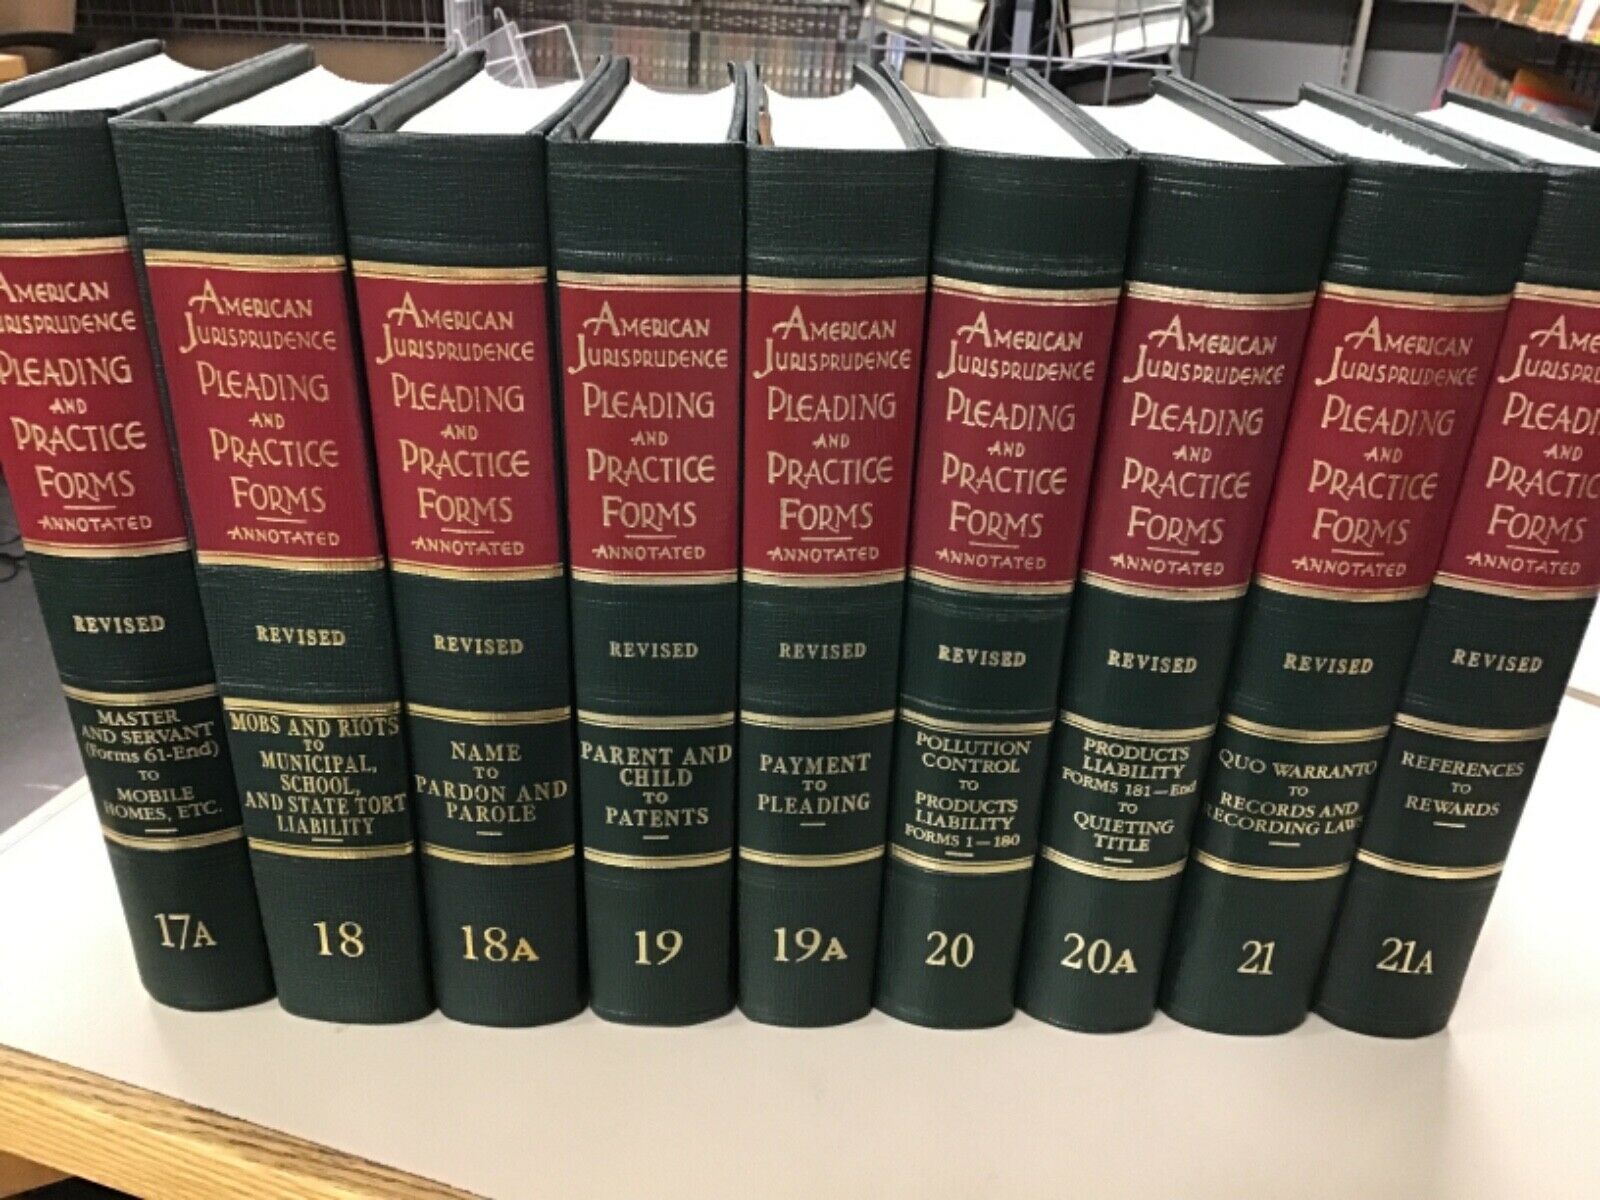 AMERICAN
JURISPRUDENCE
PLEADING
AND
PRACTICE
FORMS
ANNOTATED
REVISED
MASTER
AND SERVANT
(Forms 61-End)
TO
MOBILE
HOMES, ETC.
17A
AMERICAN
JURISPRUDENCE
PLEADING
AND
PRACTICE
FORMS
ANNOTATED
REVISED
MOBS AND RIOTS
TO
MUNICIPAL,
SCHOOL,
AND STATE TORT
LIABILITY
18
AMERICAN
JURISPRUDENCE
PLEADING
AND
PRACTICE
FORMS
ANNOTATED
REVISED
NAME
TO
PARDON AND
PAROLE
18A
AMERICAN
JURISPRUDENCE
PLEADING
AND
PRACTICE
FORMS
ANNOTATED
REVISED
PARENT AND
CHILD
TO
PATENTS
19
AMERICAN
JURISPRUDENCE
PLEADING
AND
PRACTICE
FORMS
ANNOTATED
REVISED
PAYMENT
TO
PLEADING
19A
AMERICAN
JURISPRUDENCE
PLEADING
AND
PRACTICE
FORMS
ANNOTATED
REVISED
POLLUTION
CONTROL
TO
PRODUCTS
LIABILITY
FORMS 1-180
20
AMERICAN
JURISPRUDENCE
PLEADING
AND
PRACTICE
FORMS
ANNOTATED
REVISED
PRODUCTS
LIABILITY
FORMS 181-End
TO
QUIETING
TITLE
20A
AMERICAN
JURISPRUDENCE
PLEADING
AND
PRACTICE
FORMS
ANNOTATED
REVISED
QUO WARRANTO
TO
RECORDS AND
RECORDING LAWS
21
AME
JURISPRU
PLEADI
AND
PRACTIC
FORMS
ANNOTATED
REVISED
REFERENCES
TO
REWARDS
21A